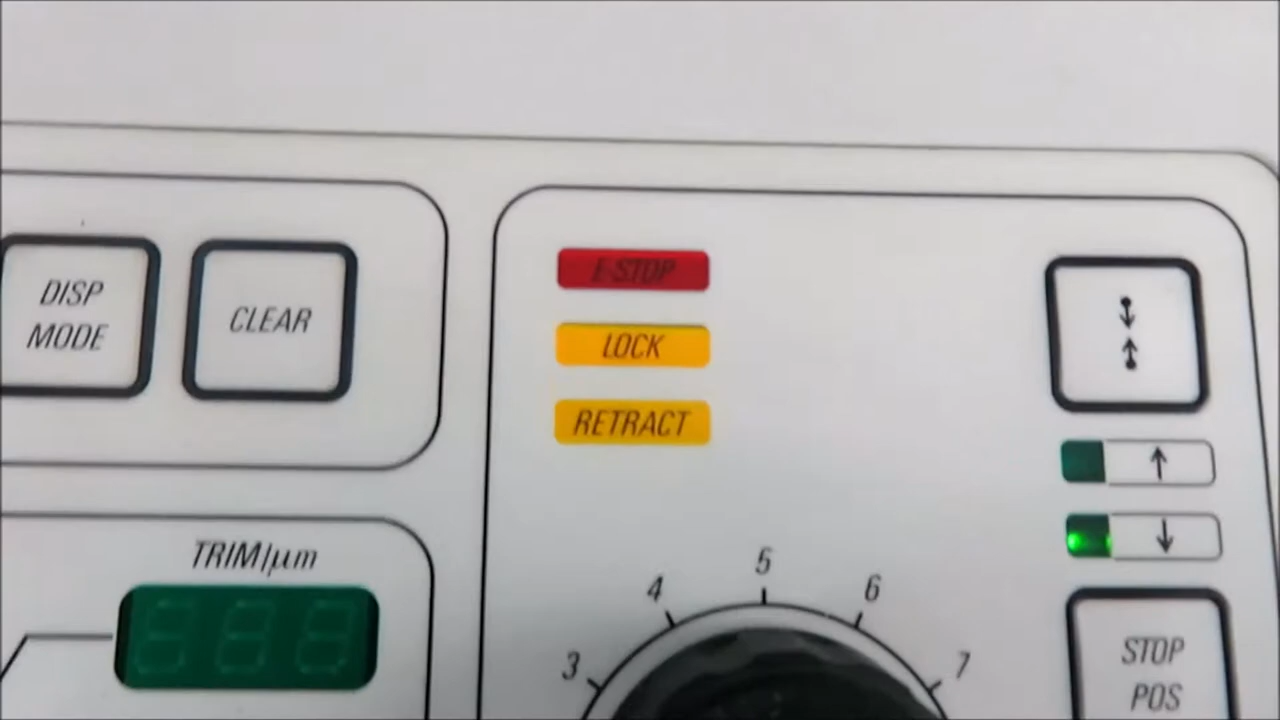 DISP
MODE
CLEAR
E-STOP
LOCK
RETRACT
TRIM/μm
3
4
5
6
7
STOP
POS